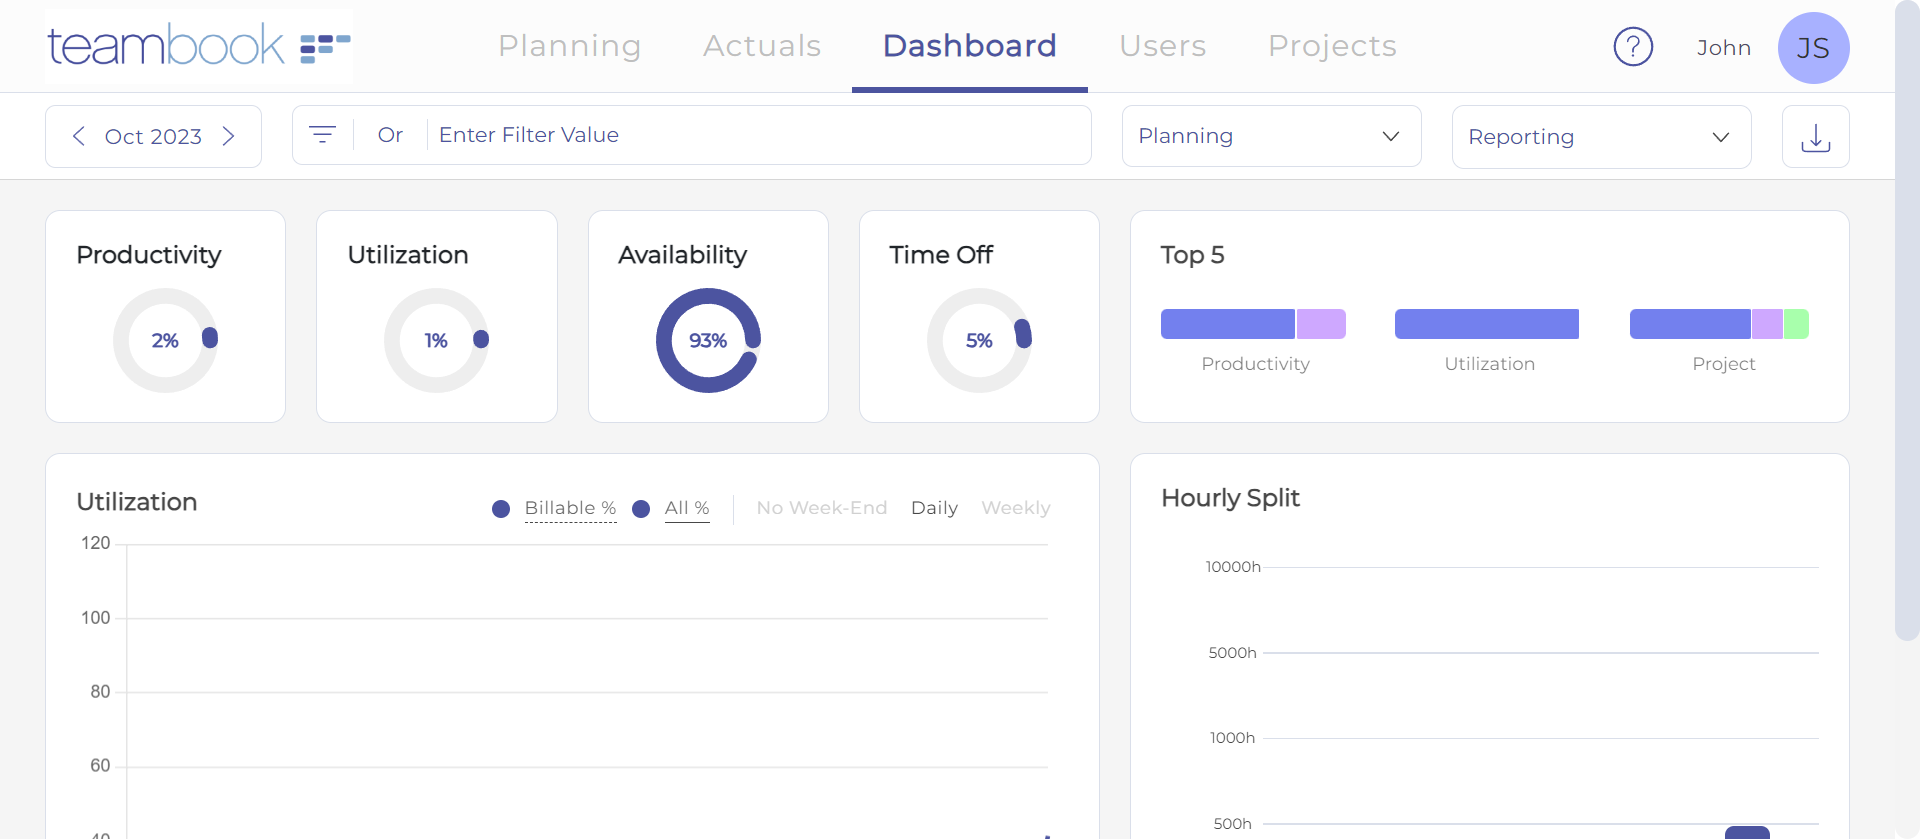 teambook
Planning Actuals Dashboard Users Projects
? John JS
Oct 2023 Or Enter Filter Value Planning Reporting
Productivity Utilization Availability Time Off Top 5
2% 1% 93% 5%
Productivity Utilization Project
Utilization Billable % All % No Week-End Daily Weekly
Hourly Split
120
100
80
60
40
10000h
5000h
1000h
500h